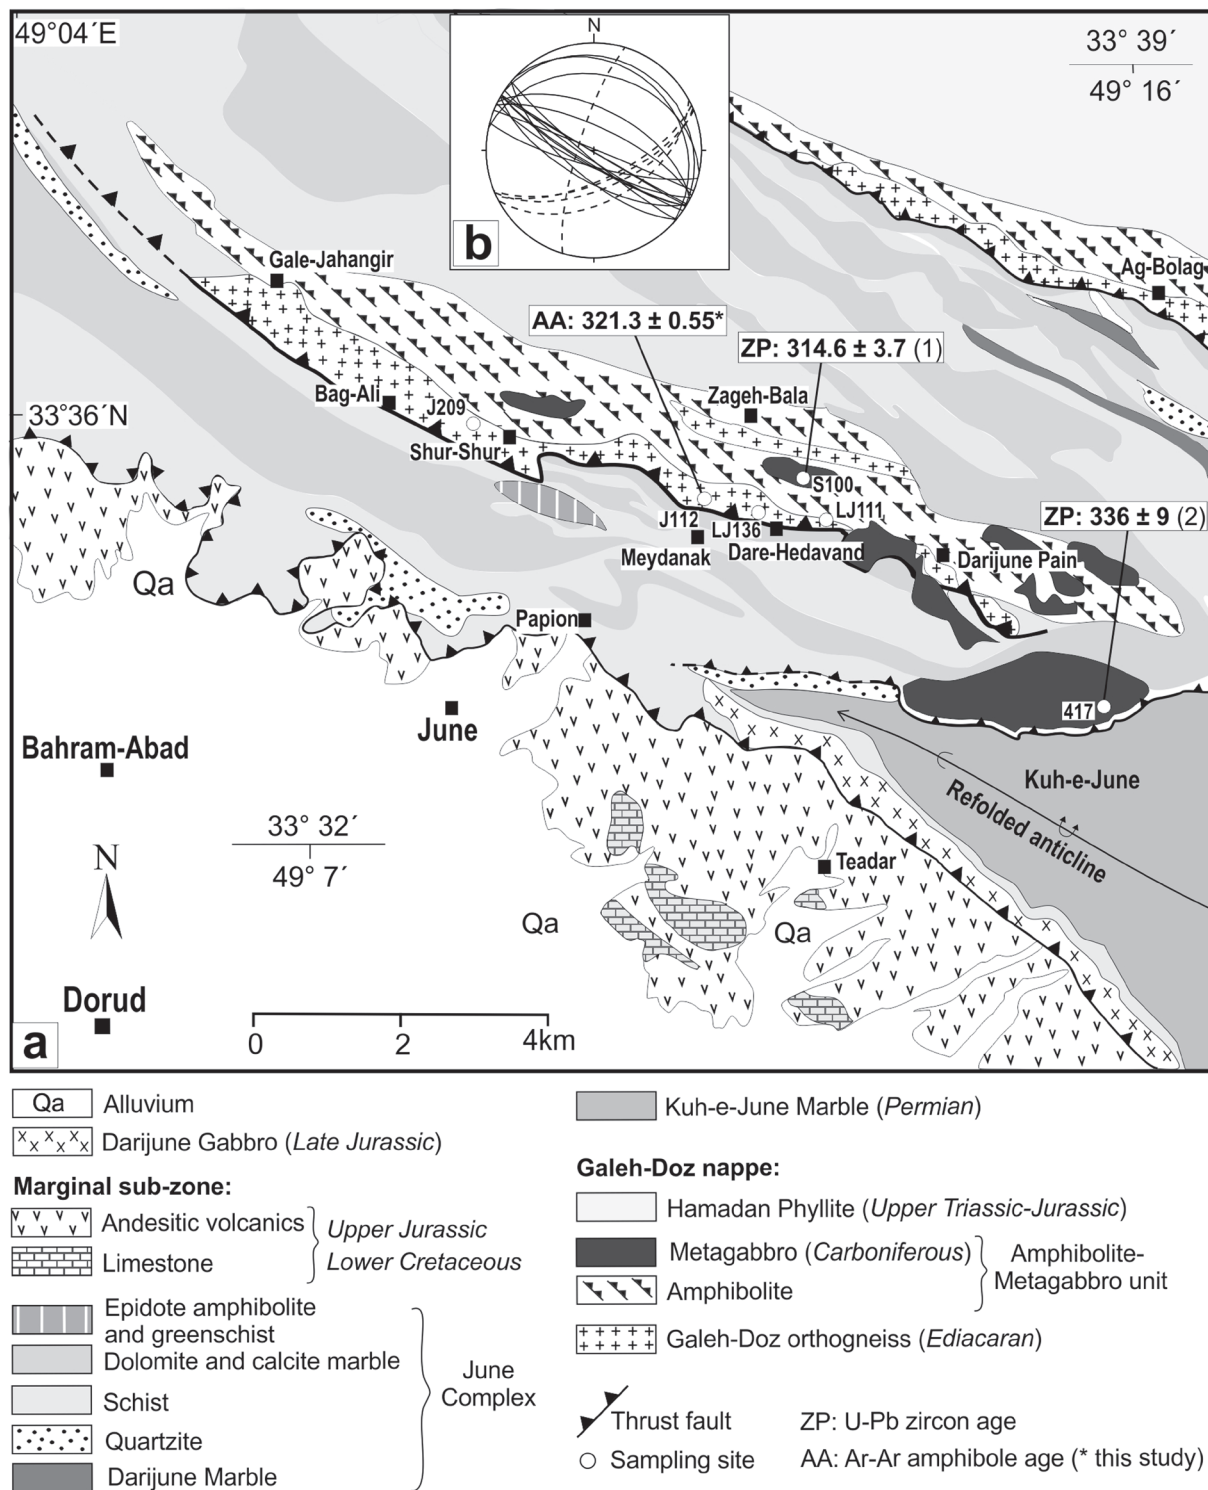 49°04´E
N
33° 39´
49° 16´
b
Gale-Jahangir
Ag-Bolag
AA: 321.3 ± 0.55*
ZP: 314.6 ± 3.7 (1)
Bag-Ali
J209
Zageh-Bala
33°36´N
Shur-Shur
S100
J112
LJ136
LJ111
ZP: 336 ± 9 (2)
Meydanak
Dare-Hedavand
Darijune Pain
Qa
Papion
417
June
Bahram-Abad
Kuh-e-June
Refolded anticline
33° 32´
49° 7´
N
Teadar
Qa
Qa
Dorud
a
0 2 4km
Qa Alluvium
Darijune Gabbro (Late Jurassic)
Marginal sub-zone:
Andesitic volcanics
Limestone
Upper Jurassic
Lower Cretaceous
Epidote amphibolite
and greenschist
Dolomite and calcite marble
Schist
Quartzite
Darijune Marble
June
Complex
Kuh-e-June Marble (Permian)
Galeh-Doz nappe:
Hamadan Phyllite (Upper Triassic-Jurassic)
Metagabbro (Carboniferous)
Amphibolite
Amphibolite-
Metagabbro unit
Galeh-Doz orthogneiss (Ediacaran)
Thrust fault
Sampling site
ZP: U-Pb zircon age
AA: Ar-Ar amphibole age (* this study)